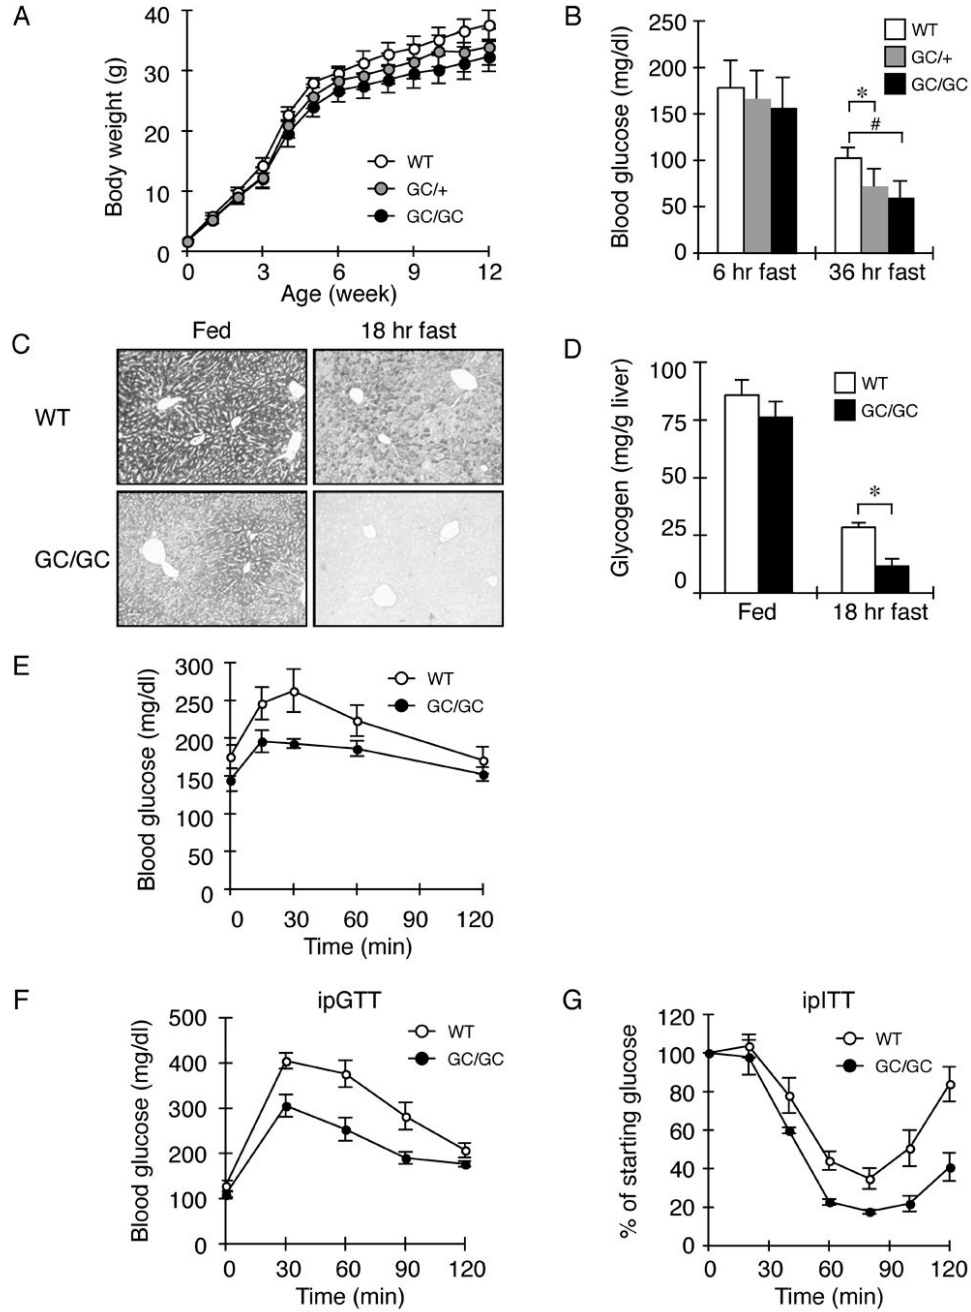 A
40
30
20
10
0
Body weight (g)
WT
GC/+
GC/GC
0 3 6 9 12
Age (week)
B
250
200
150
100
50
0
Blood glucose (mg/dl)
WT
GC/+
GC/GC
*
#
6 hr fast 36 hr fast
C
Fed 18 hr fast
WT
GC/GC
D
100
75
50
25
0
Glycogen (mg/g liver)
WT
GC/GC
*
Fed 18 hr fast
E
300
250
200
150
100
50
0
Blood glucose (mg/dl)
WT
GC/GC
0 30 60 90 120
Time (min)
F
ipGTT
500
400
300
200
100
0
Blood glucose (mg/dl)
WT
GC/GC
0 30 60 90 120
Time (min)
G
ipITT
120
100
80
60
40
20
0
% of starting glucose
WT
GC/GC
0 30 60 90 120
Time (min)